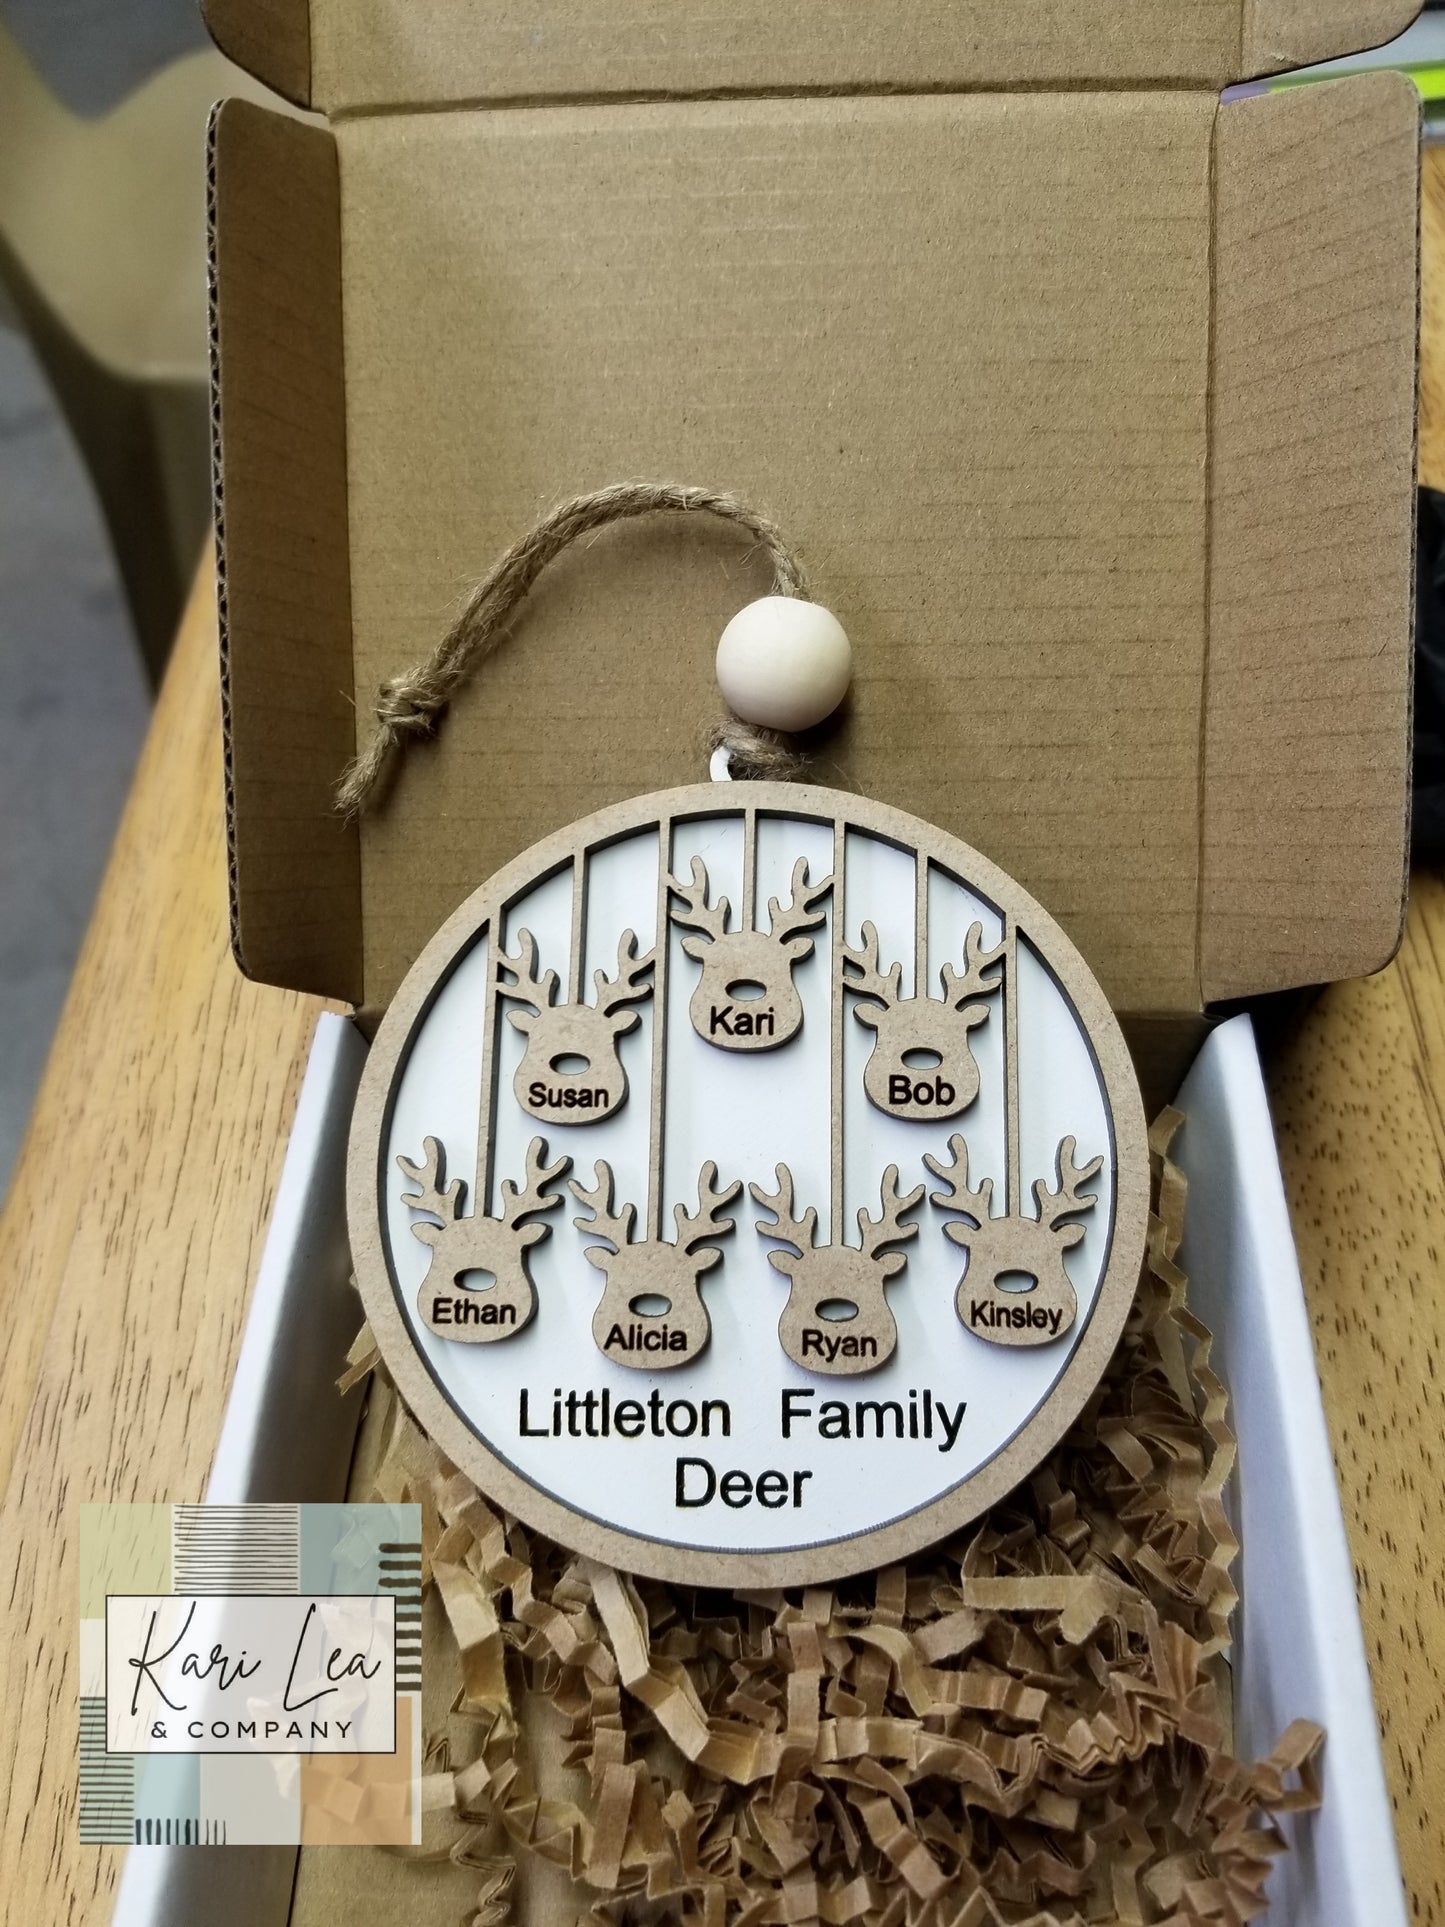 Kari
Susan
Bob
Ethan
Alicia
Ryan
Kinsley
Littleton Family
Deer
Kari Lea
& COMPANY